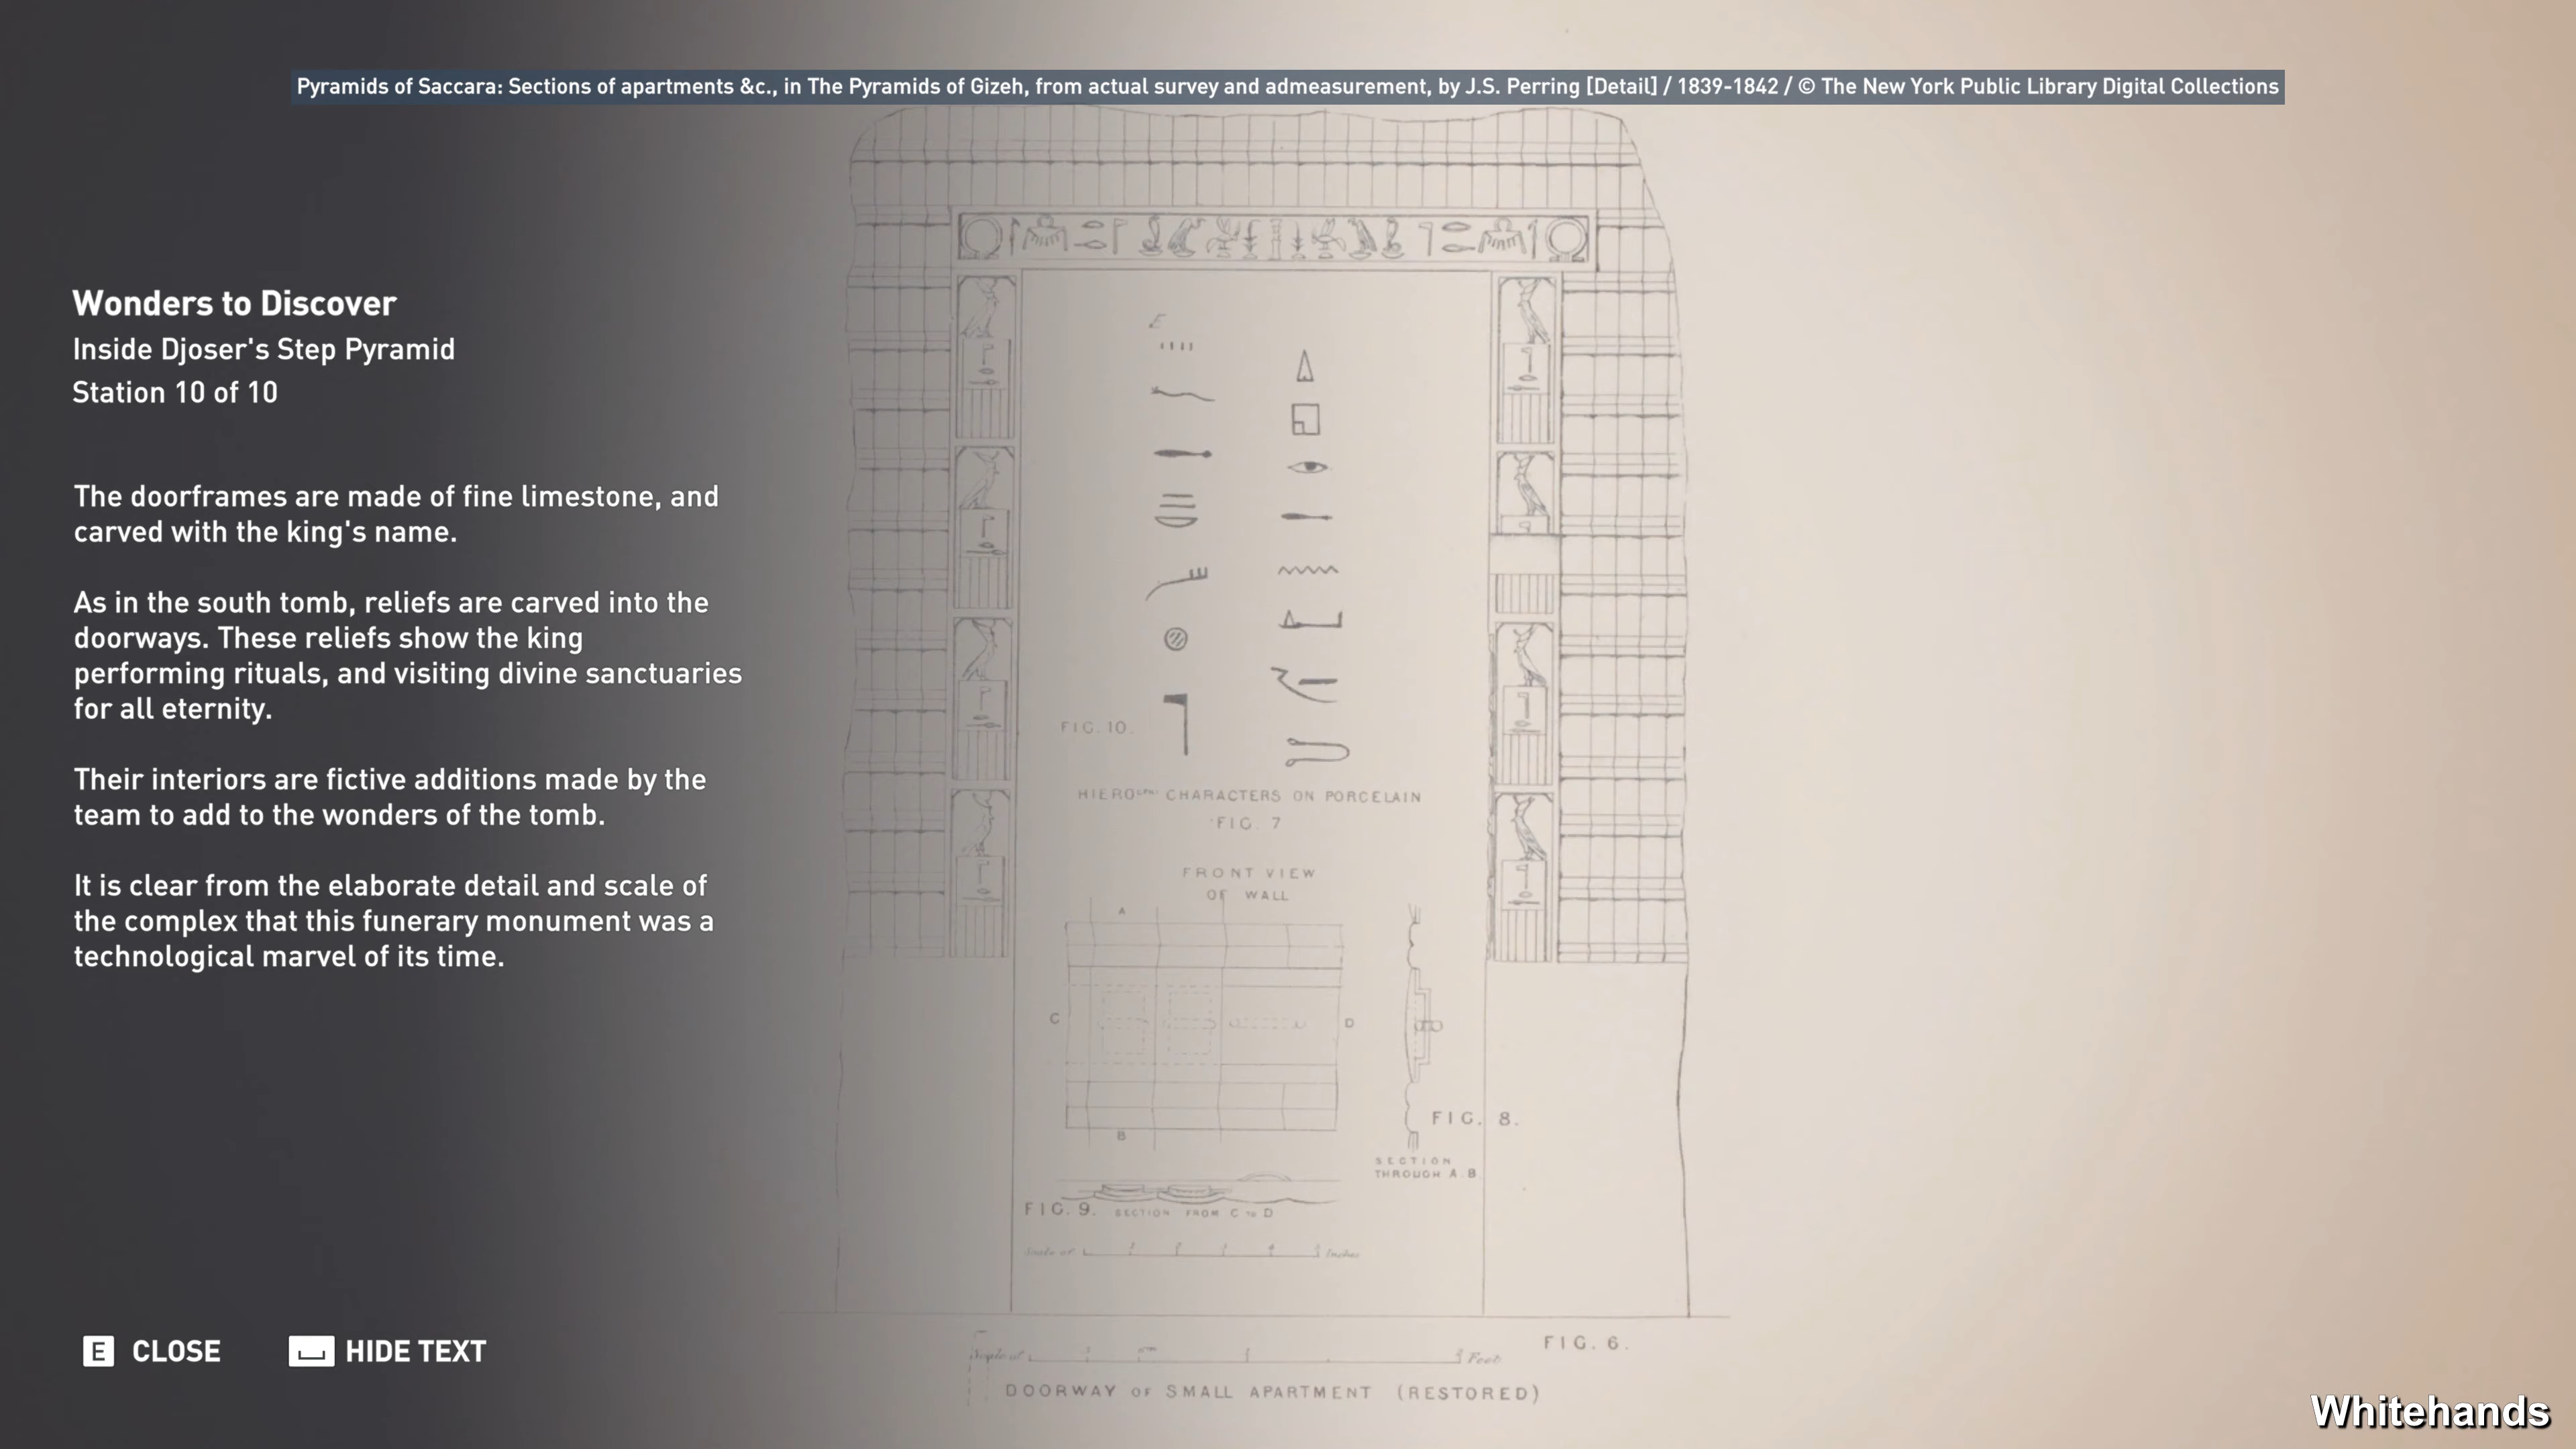 Pyramids of Saccara: Sections of apartments &c., in The Pyramids of Gizeh, from actual survey and admeasurement, by J.S. Perring [Detail] / 1839-1842 / © The New York Public Library Digital Collections
Wonders to Discover
Inside Djoser's Step Pyramid
Station 10 of 10
The doorframes are made of fine limestone, and
carved with the king's name.
As in the south tomb, reliefs are carved into the
doorways. These reliefs show the king
performing rituals, and visiting divine sanctuaries
for all eternity.
Their interiors are fictive additions made by the
team to add to the wonders of the tomb.
It is clear from the elaborate detail and scale of
the complex that this funerary monument was a
technological marvel of its time.
E CLOSE
HIDE TEXT
E
FIG. 10.
CHARACTERS ON PORCELAIN
FIG. 7
FRONT VIEW
OF WALL
A
C
D
B
FIG. 8.
SECTION
THROUGH A.B.
FIG. 9. SECTION FROM C to D
Scale of Inches
FIG. 6.
Scale of Feet
DOORWAY OF SMALL APARTMENT (RESTORED)
Whitehands